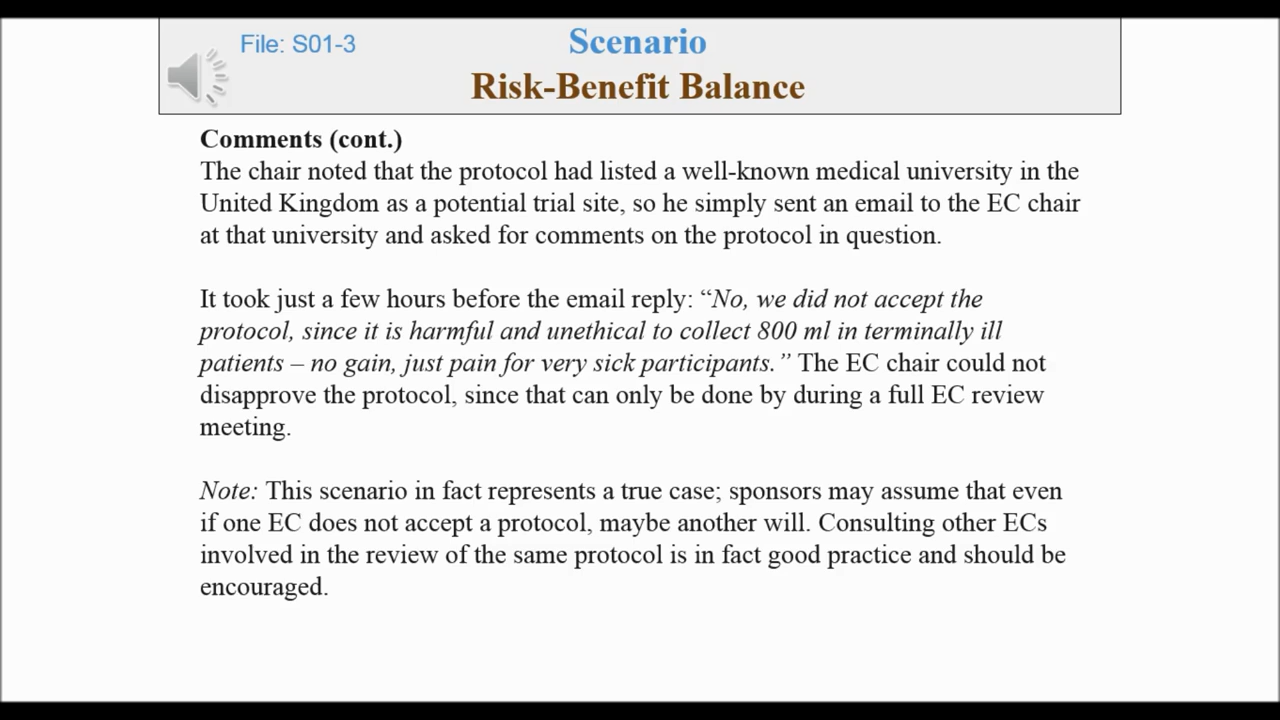 File: S01-3
Scenario
Risk-Benefit Balance
Comments (cont.)
The chair noted that the protocol had listed a well-known medical university in the
United Kingdom as a potential trial site, so he simply sent an email to the EC chair
at that university and asked for comments on the protocol in question.
It took just a few hours before the email reply: “No, we did not accept the
protocol, since it is harmful and unethical to collect 800 ml in terminally ill
patients – no gain, just pain for very sick participants.” The EC chair could not
disapprove the protocol, since that can only be done by during a full EC review
meeting.
Note: This scenario in fact represents a true case; sponsors may assume that even
if one EC does not accept a protocol, maybe another will. Consulting other ECs
involved in the review of the same protocol is in fact good practice and should be
encouraged.